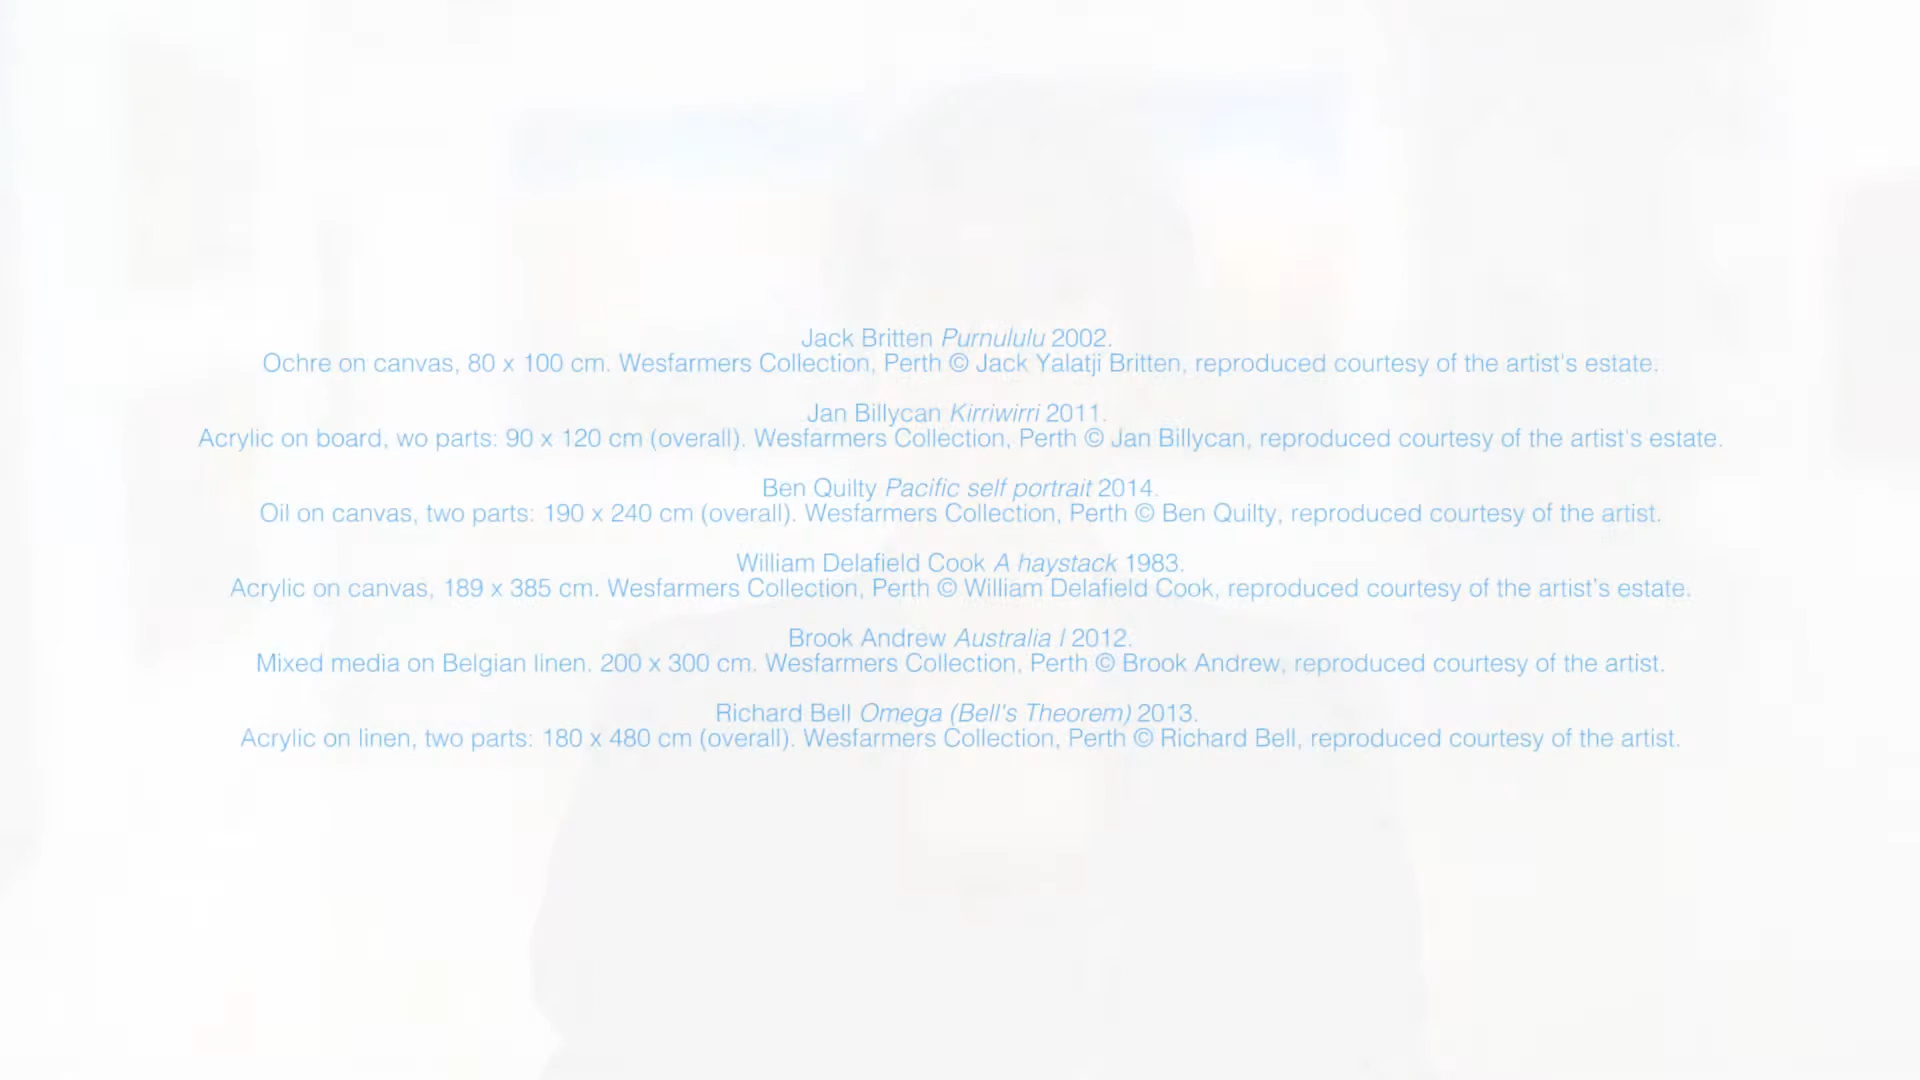 Jack Britten Purnululu 2002.
Ochre on canvas, 80 x 100 cm. Wesfarmers Collection, Perth © Jack Yalatji Britten, reproduced courtesy of the artist's estate.
Jan Billycan Kirriwirri 2011.
Acrylic on board, wo parts: 90 x 120 cm (overall). Wesfarmers Collection, Perth © Jan Billycan, reproduced courtesy of the artist's estate.
Ben Quilty Pacific self portrait 2014.
Oil on canvas, two parts: 190 x 240 cm (overall). Wesfarmers Collection, Perth © Ben Quilty, reproduced courtesy of the artist.
William Delafield Cook A haystack 1983.
Acrylic on canvas, 189 x 385 cm. Wesfarmers Collection, Perth © William Delafield Cook, reproduced courtesy of the artist’s estate.
Brook Andrew Australia I 2012.
Mixed media on Belgian linen. 200 x 300 cm. Wesfarmers Collection, Perth © Brook Andrew, reproduced courtesy of the artist.
Richard Bell Omega (Bell's Theorem) 2013.
Acrylic on linen, two parts: 180 x 480 cm (overall). Wesfarmers Collection, Perth © Richard Bell, reproduced courtesy of the artist.